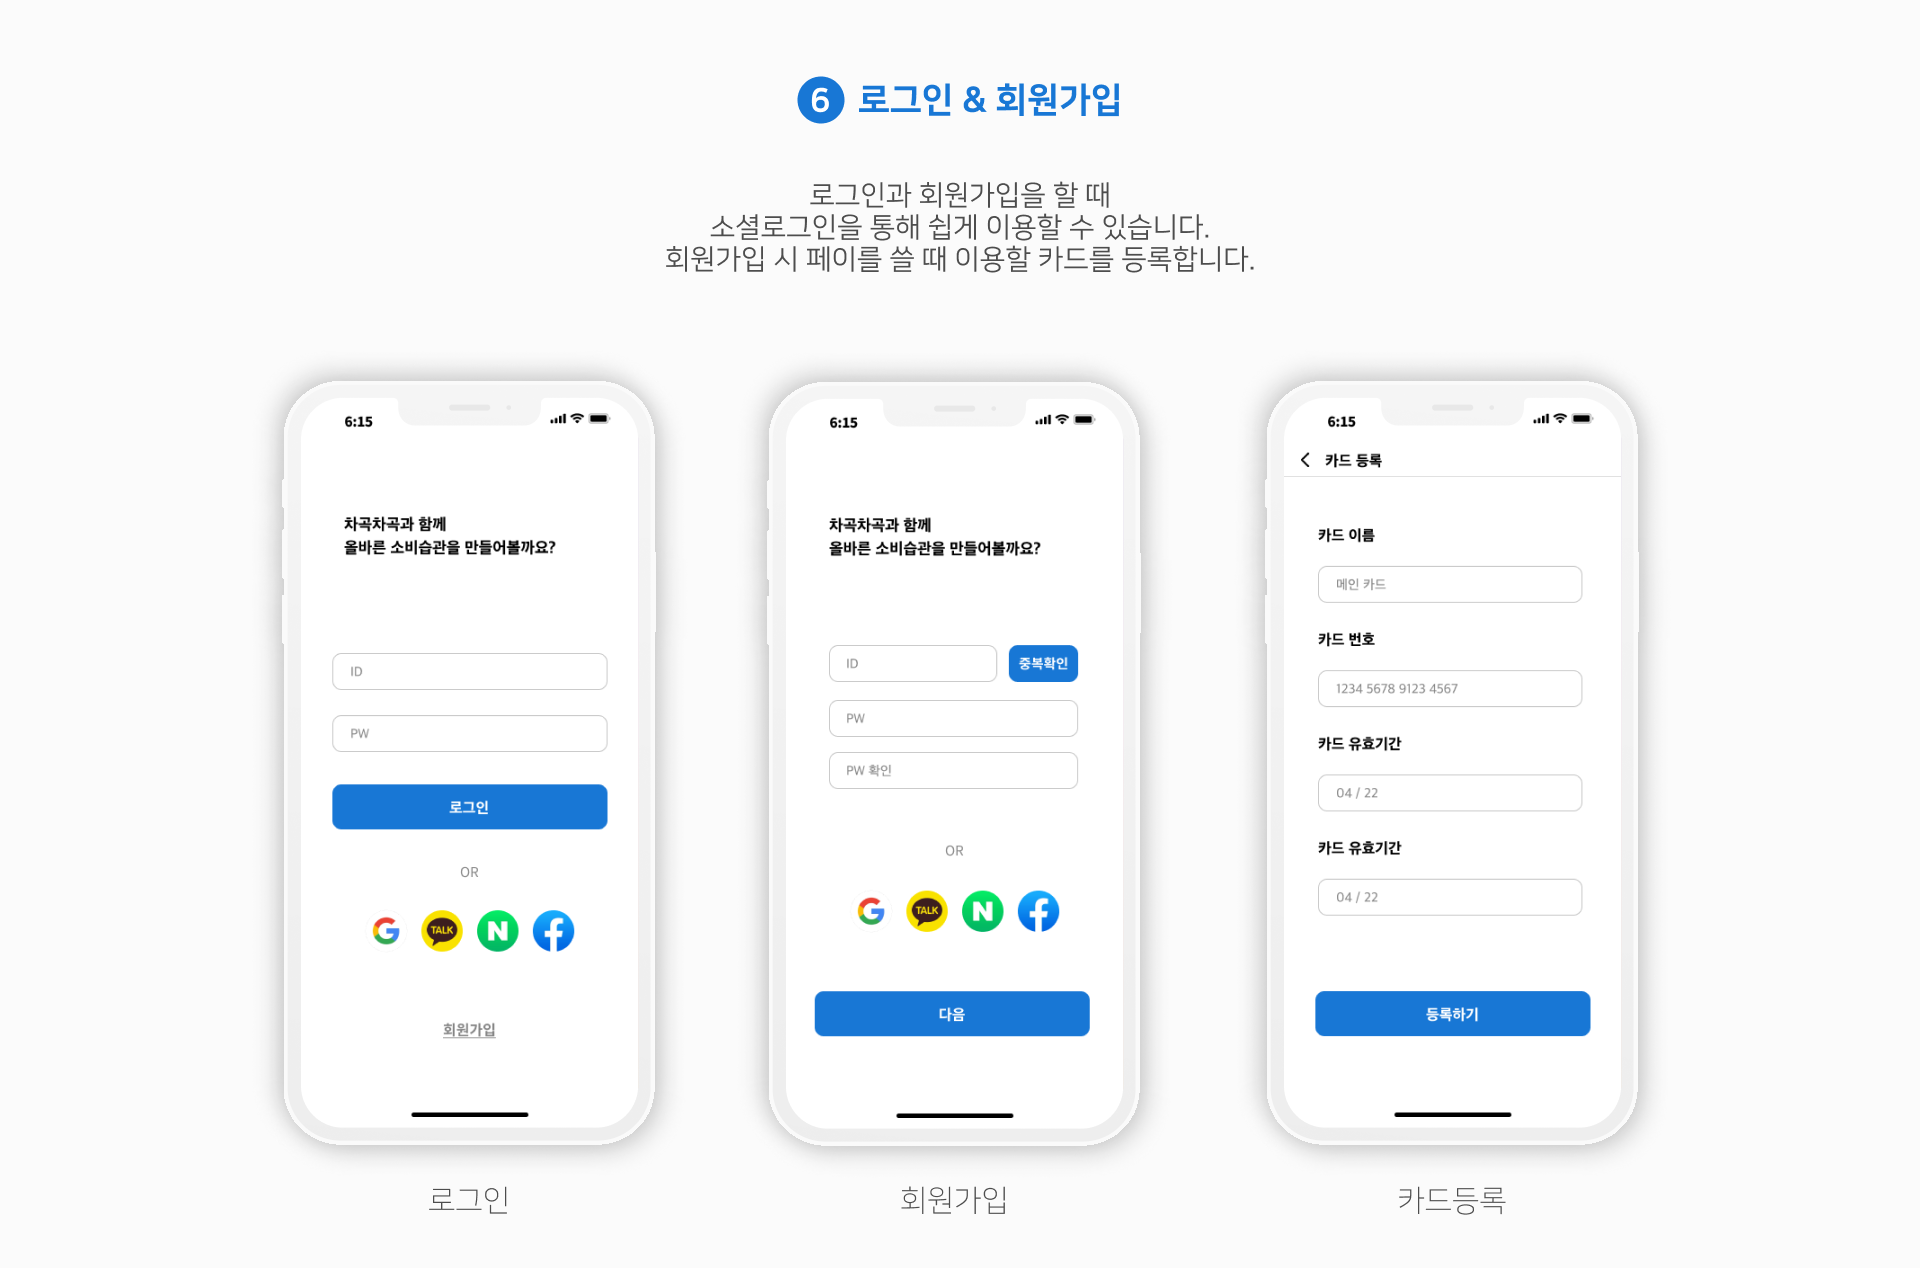 6 로그인 & 회원가입
로그인과 회원가입을 할 때
소셜로그인을 통해 쉽게 이용할 수 있습니다.
회원가입 시 페이를 쓸 때 이용할 카드를 등록합니다.
6:15
차곡차곡과 함께
올바른 소비습관을 만들어볼까요?
ID
PW
로그인
OR
G TALK N f
회원가입
로그인
6:15
차곡차곡과 함께
올바른 소비습관을 만들어볼까요?
ID 중복확인
PW
PW 확인
OR
G TALK N f
다음
회원가입
6:15
카드 등록
카드 이름
메인 카드
카드 번호
1234 5678 9123 4567
카드 유효기간
04 / 22
카드 유효기간
04 / 22
등록하기
카드등록